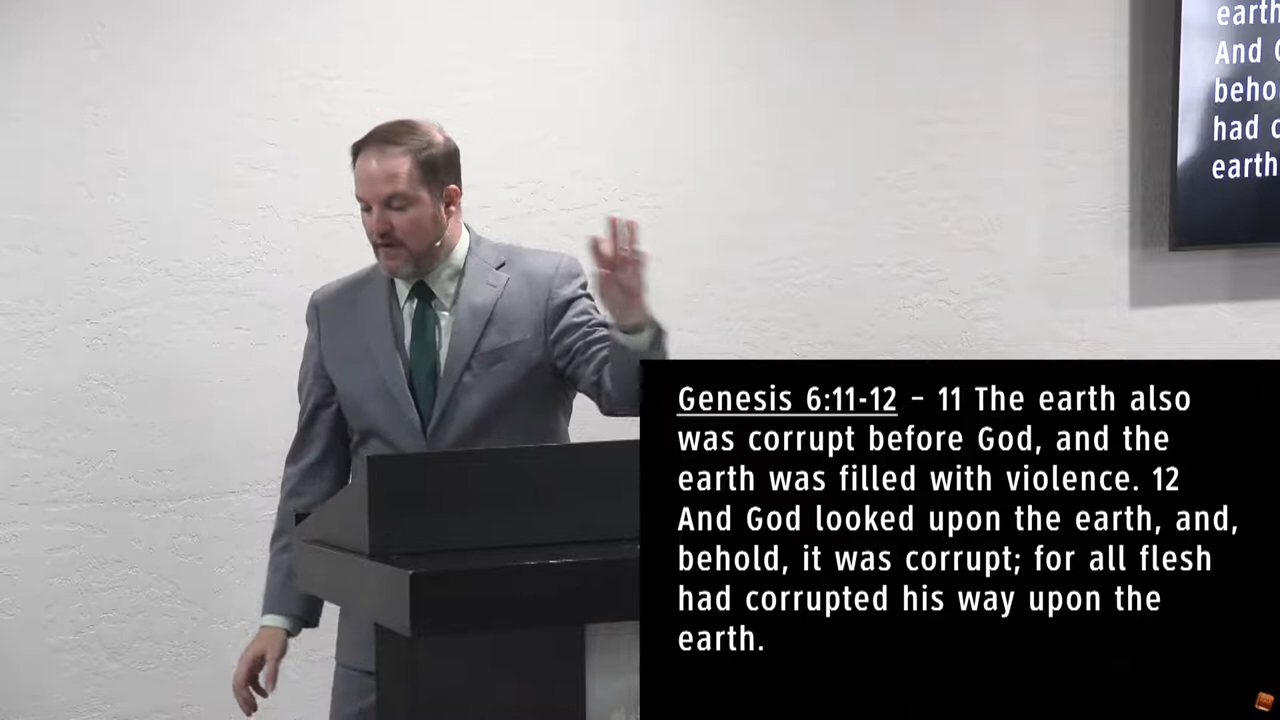 earth
And
beho
had
earth
Genesis 6:11-12 – 11 The earth also
was corrupt before God, and the
earth was filled with violence. 12
And God looked upon the earth, and,
behold, it was corrupt; for all flesh
had corrupted his way upon the
earth.